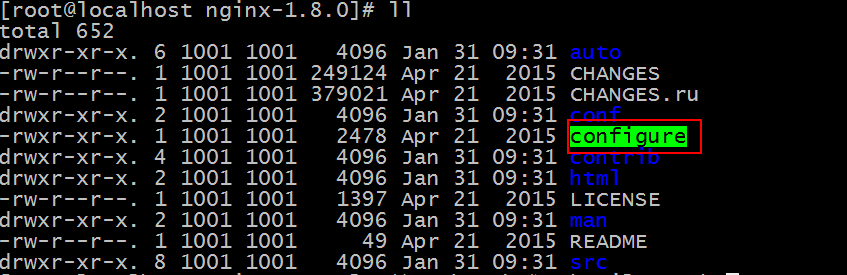 [root@localhost nginx-1.8.0]# ll
total 652
drwxr-xr-x. 6 1001 1001   4096 Jan 31 09:31 auto
-rw-r--r--. 1 1001 1001 249124 Apr 21  2015 CHANGES
-rw-r--r--. 1 1001 1001 379021 Apr 21  2015 CHANGES.ru
drwxr-xr-x. 2 1001 1001   4096 Jan 31 09:31 conf
-rwxr-xr-x. 1 1001 1001   2478 Apr 21  2015 configure
drwxr-xr-x. 4 1001 1001   4096 Jan 31 09:31 contrib
drwxr-xr-x. 2 1001 1001   4096 Jan 31 09:31 html
-rw-r--r--. 1 1001 1001   1397 Apr 21  2015 LICENSE
drwxr-xr-x. 2 1001 1001   4096 Jan 31 09:31 man
-rw-r--r--. 1 1001 1001     49 Apr 21  2015 README
drwxr-xr-x. 8 1001 1001   4096 Jan 31 09:31 src